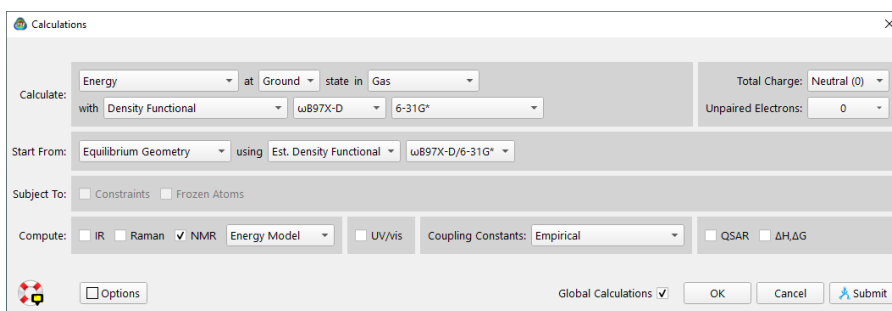 Calculations
Calculate: Energy at Ground state in Gas Total Charge: Neutral (0)
with Density Functional ωB97X-D 6-31G* Unpaired Electrons: 0
Start From: Equilibrium Geometry using Est. Density Functional ωB97X-D/6-31G*
Subject To: Constraints Frozen Atoms
Compute: IR Raman NMR Energy Model UV/vis Coupling Constants: Empirical QSAR ΔH,ΔG
Options Global Calculations OK Cancel Submit